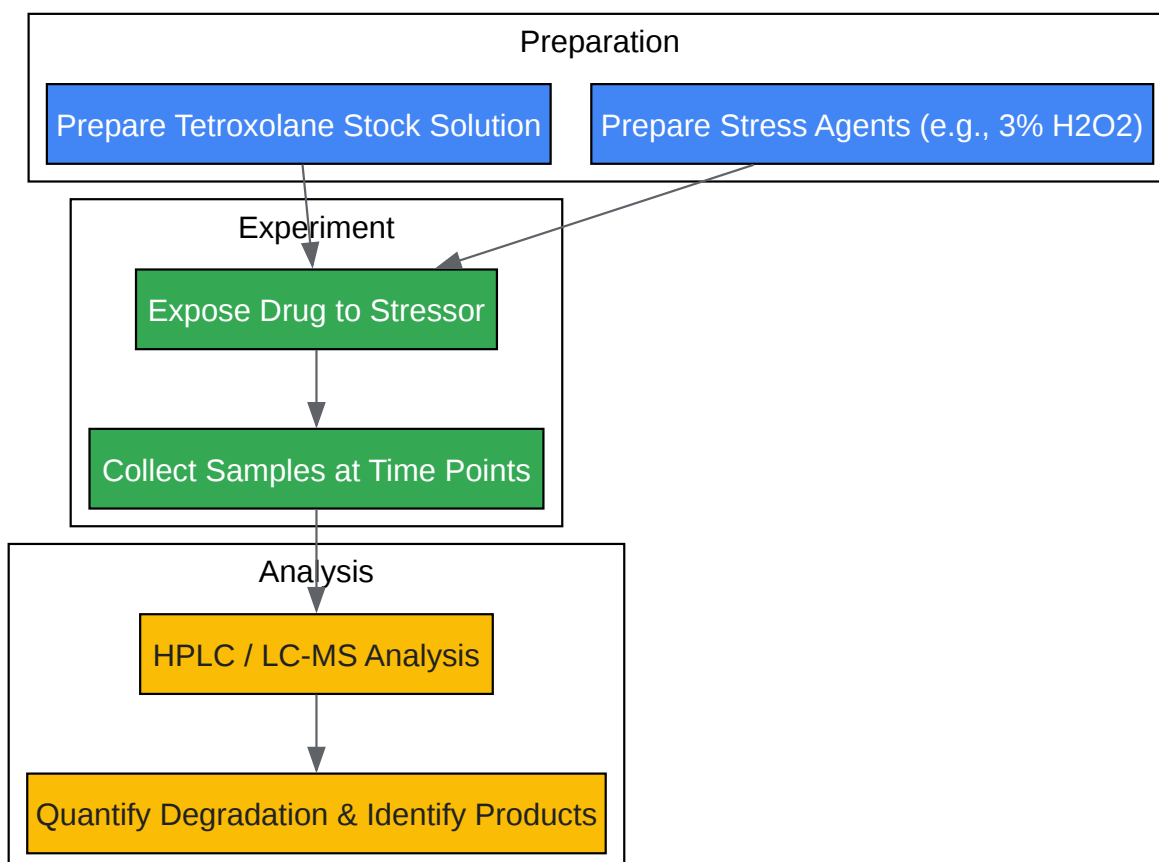 Preparation
Prepare Tetroxolane Stock Solution
Prepare Stress Agents (e.g., 3% H2O2)
Experiment
Expose Drug to Stressor
Collect Samples at Time Points
Analysis
HPLC / LC-MS Analysis
Quantify Degradation & Identify Products